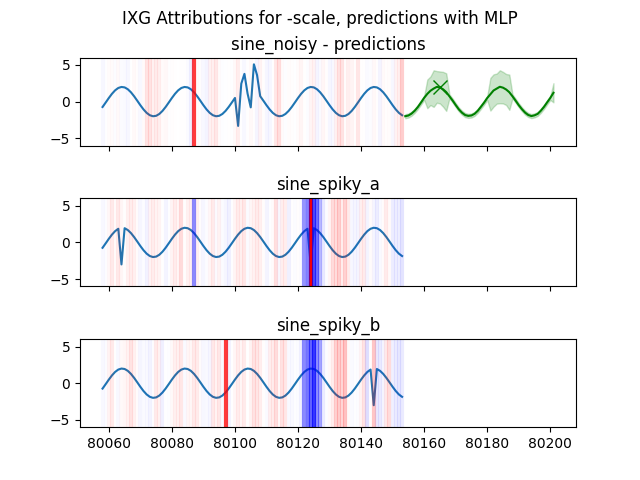 IXG Attributions for -scale, predictions with MLP
sine_noisy - predictions
5
0
−5
sine_spiky_a
5
0
−5
sine_spiky_b
5
0
−5
80060 80080 80100 80120 80140 80160 80180 80200